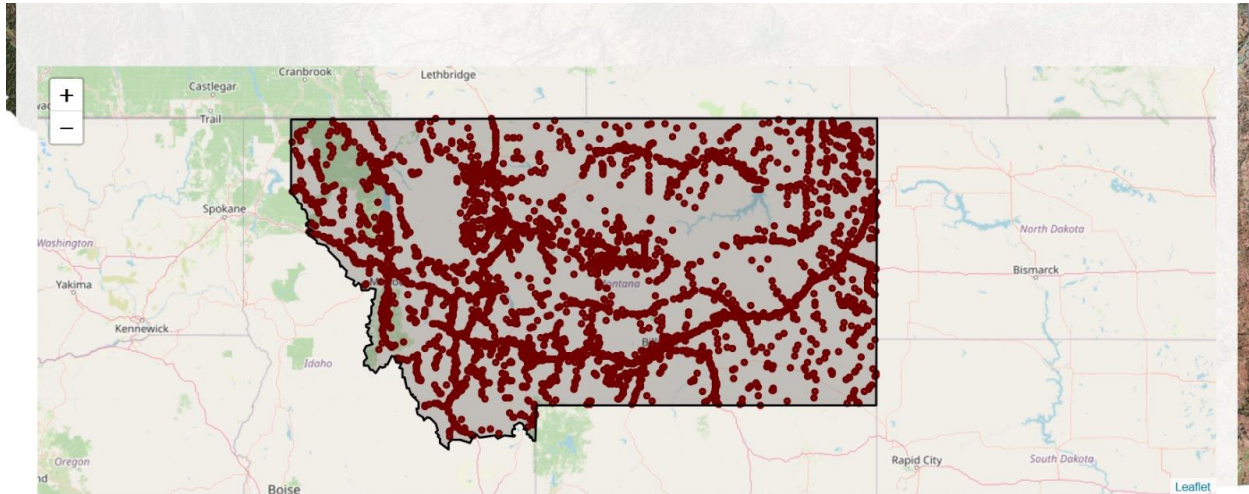 +
−
Cranbrook
Lethbridge
Castlegar
Trail
Spokane
Washington
North Dakota
Yakima
Bismarck
Kennewick
Idaho
Oregon
Rapid City
South Dakota
Boise
Leaflet